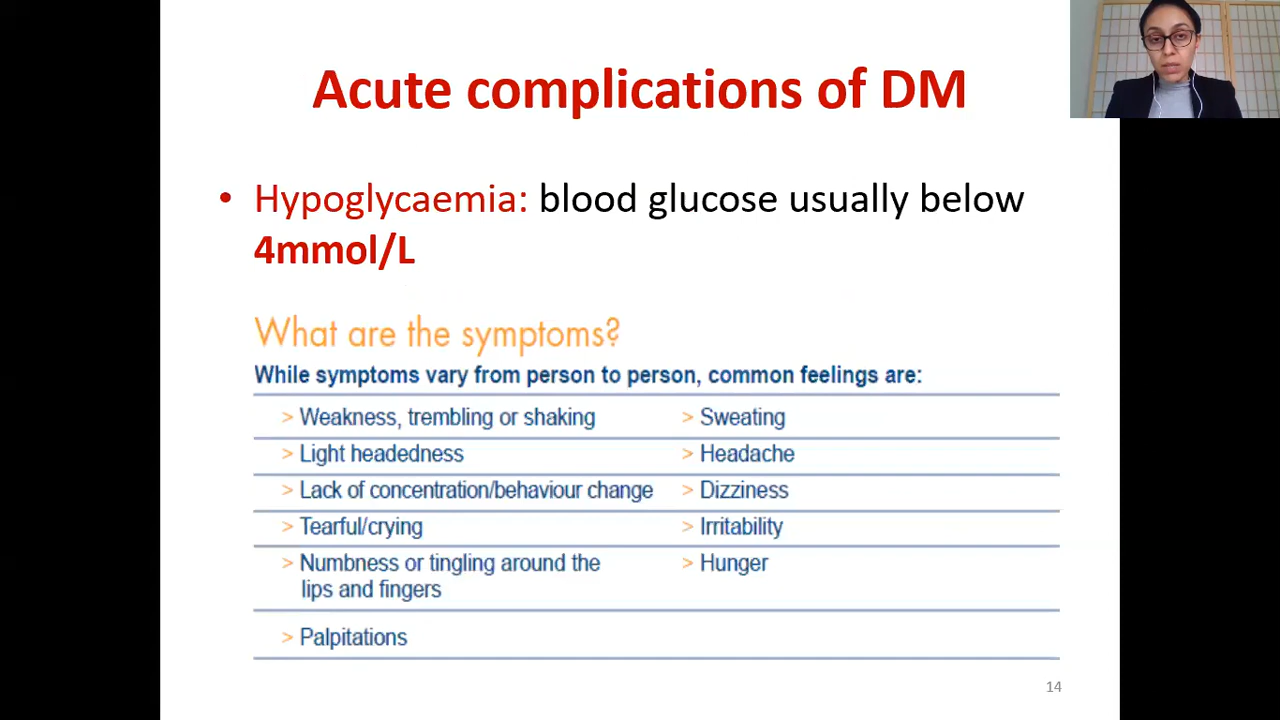 Acute complications of DM
• Hypoglycaemia: blood glucose usually below
4mmol/L
What are the symptoms?
While symptoms vary from person to person, common feelings are:
> Weakness, trembling or shaking > Sweating
> Light headedness > Headache
> Lack of concentration/behaviour change > Dizziness
> Tearful/crying > Irritability
> Numbness or tingling around the > Hunger
lips and fingers
> Palpitations
14